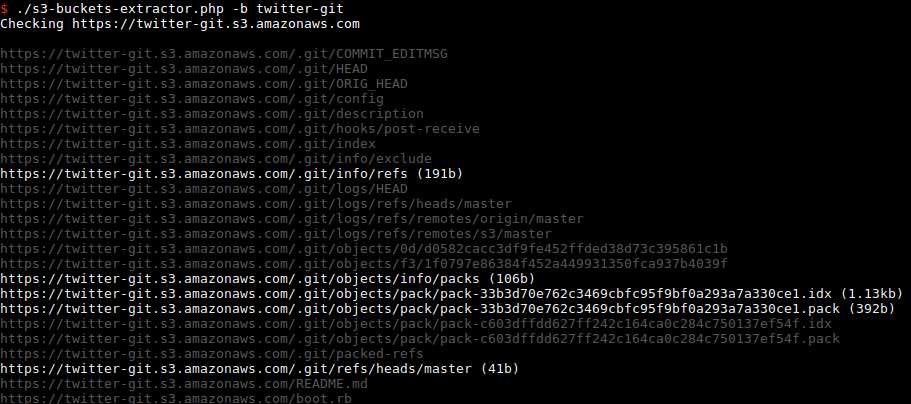 $ ./s3-buckets-extractor.php -b twitter-git
Checking https://twitter-git.s3.amazonaws.com
https://twitter-git.s3.amazonaws.com/.git/COMMIT_EDITMSG
https://twitter-git.s3.amazonaws.com/.git/HEAD
https://twitter-git.s3.amazonaws.com/.git/ORIG_HEAD
https://twitter-git.s3.amazonaws.com/.git/config
https://twitter-git.s3.amazonaws.com/.git/description
https://twitter-git.s3.amazonaws.com/.git/hooks/post-receive
https://twitter-git.s3.amazonaws.com/.git/index
https://twitter-git.s3.amazonaws.com/.git/info/exclude
https://twitter-git.s3.amazonaws.com/.git/info/refs (191b)
https://twitter-git.s3.amazonaws.com/.git/logs/HEAD
https://twitter-git.s3.amazonaws.com/.git/logs/refs/heads/master
https://twitter-git.s3.amazonaws.com/.git/logs/refs/remotes/origin/master
https://twitter-git.s3.amazonaws.com/.git/logs/refs/remotes/s3/master
https://twitter-git.s3.amazonaws.com/.git/objects/0d/d0582cacc3df9fe452ffded38d73c395861c1b
https://twitter-git.s3.amazonaws.com/.git/objects/f3/1f0797e86384f452a449931350fca937b4039f
https://twitter-git.s3.amazonaws.com/.git/objects/info/packs (106b)
https://twitter-git.s3.amazonaws.com/.git/objects/pack/pack-33b3d70e762c3469cbfc95f9bf0a293a7a330ce1.idx (1.13kb)
https://twitter-git.s3.amazonaws.com/.git/objects/pack/pack-33b3d70e762c3469cbfc95f9bf0a293a7a330ce1.pack (392b)
https://twitter-git.s3.amazonaws.com/.git/objects/pack/pack-c603dffdd627ff242c164ca0c284c750137ef54f.idx
https://twitter-git.s3.amazonaws.com/.git/objects/pack/pack-c603dffdd627ff242c164ca0c284c750137ef54f.pack
https://twitter-git.s3.amazonaws.com/.git/packed-refs
https://twitter-git.s3.amazonaws.com/.git/refs/heads/master (41b)
https://twitter-git.s3.amazonaws.com/README.md
https://twitter-git.s3.amazonaws.com/boot.rb